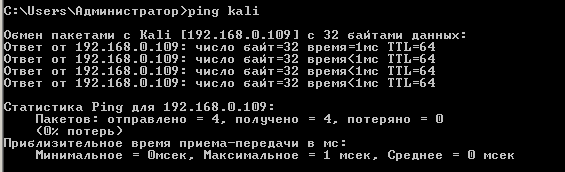 C:\Users\Администратор>ping kali
Обмен пакетами с Kali [192.168.0.109] с 32 байтами данных:
Ответ от 192.168.0.109: число байт=32 время=1мс TTL=64
Ответ от 192.168.0.109: число байт=32 время<1мс TTL=64
Ответ от 192.168.0.109: число байт=32 время<1мс TTL=64
Ответ от 192.168.0.109: число байт=32 время<1мс TTL=64
Статистика Ping для 192.168.0.109:
Пакетов: отправлено = 4, получено = 4, потеряно = 0
(0% потерь)
Приблизительное время приема-передачи в мс:
Минимальное = 0мсек, Максимальное = 1 мсек, Среднее = 0 мсек